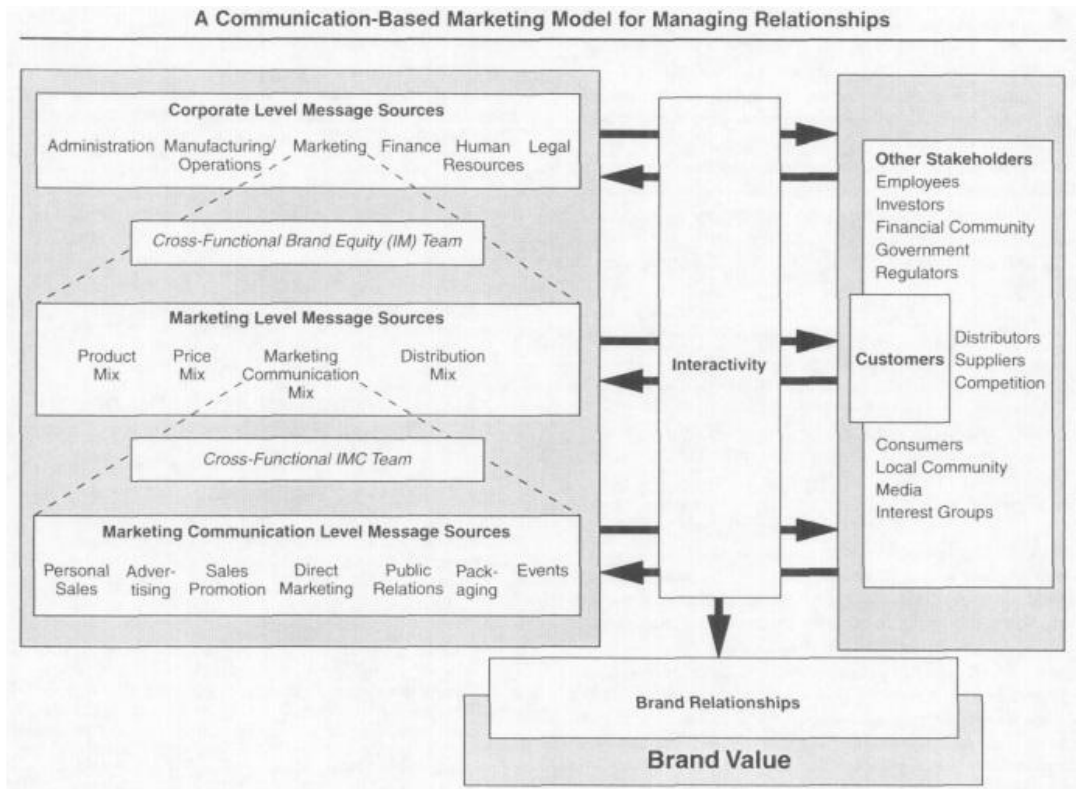 A Communication-Based Marketing Model for Managing Relationships
Corporate Level Message Sources
Administration Manufacturing/ Marketing Finance Human Legal
Operations Resources
Cross-Functional Brand Equity (IM) Team
Marketing Level Message Sources
Product Price Marketing Distribution
Mix Mix Communication Mix
Mix
Cross-Functional IMC Team
Marketing Communication Level Message Sources
Personal Adver- Sales Direct Public Pack- Events
Sales tising Promotion Marketing Relations aging
Interactivity
Other Stakeholders
Employees
Investors
Financial Community
Government
Regulators
Customers
Distributors
Suppliers
Competition
Consumers
Local Community
Media
Interest Groups
Brand Relationships
Brand Value